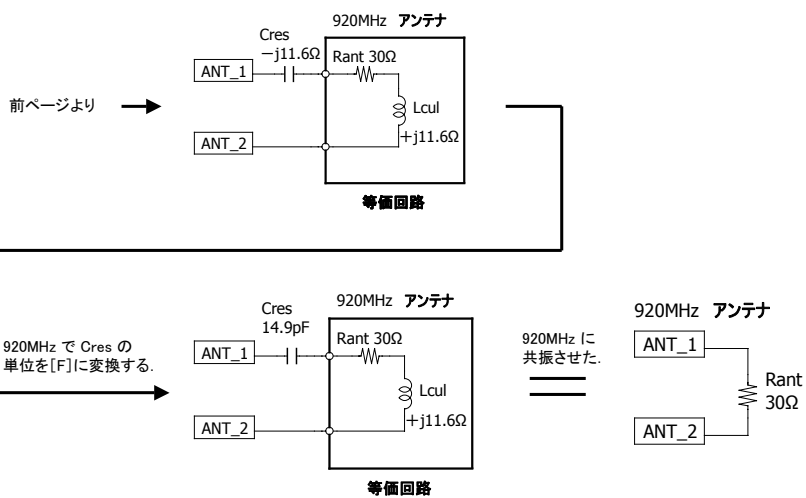 920MHz アンテナ
Cres
－j11.6Ω
Rant 30Ω
ANT_1
前ページより
Lcul
+j11.6Ω
ANT_2
等価回路
920MHz で Cres の
単位を[F]に変換する.
920MHz アンテナ
Cres
14.9pF
Rant 30Ω
ANT_1
Lcul
+j11.6Ω
ANT_2
等価回路
920MHz に
共振させた.
920MHz アンテナ
ANT_1
Rant
30Ω
ANT_2